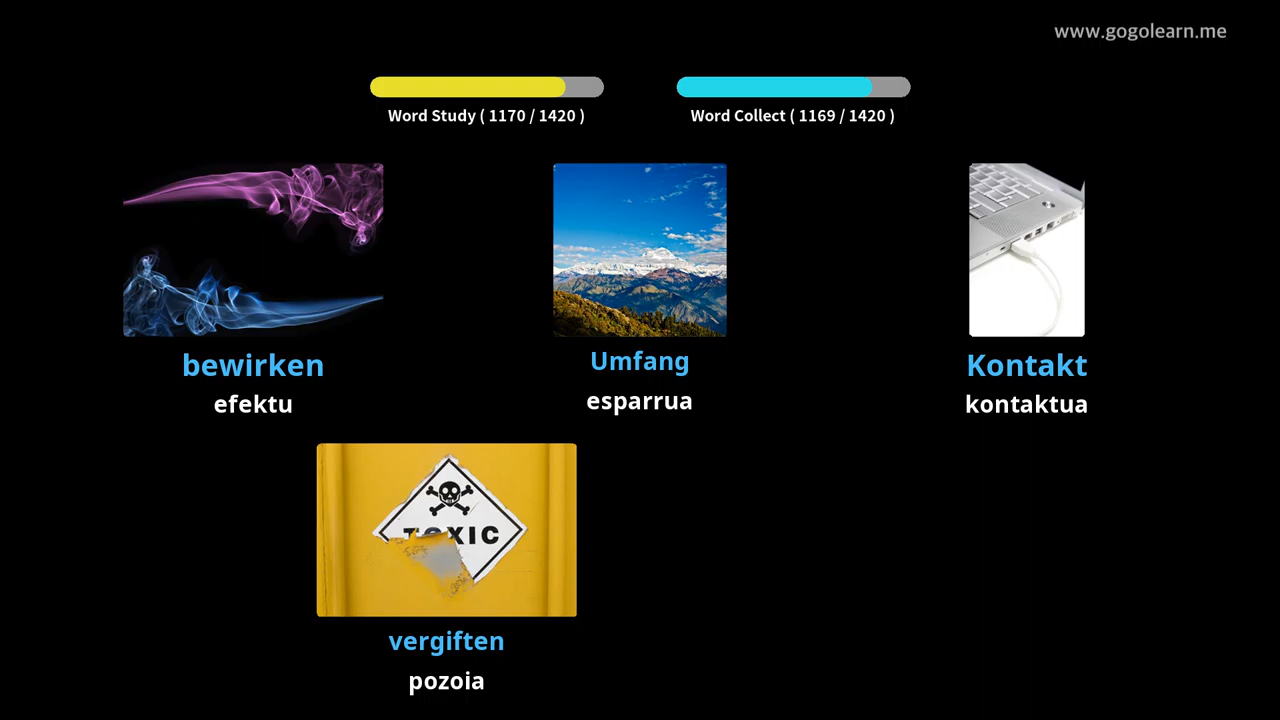 www.gogolearn.me
Word Study ( 1170 / 1420 )
Word Collect ( 1169 / 1420 )
bewirken
efektu
Umfang
esparrua
Kontakt
kontaktua
TOXIC
vergiften
pozoia